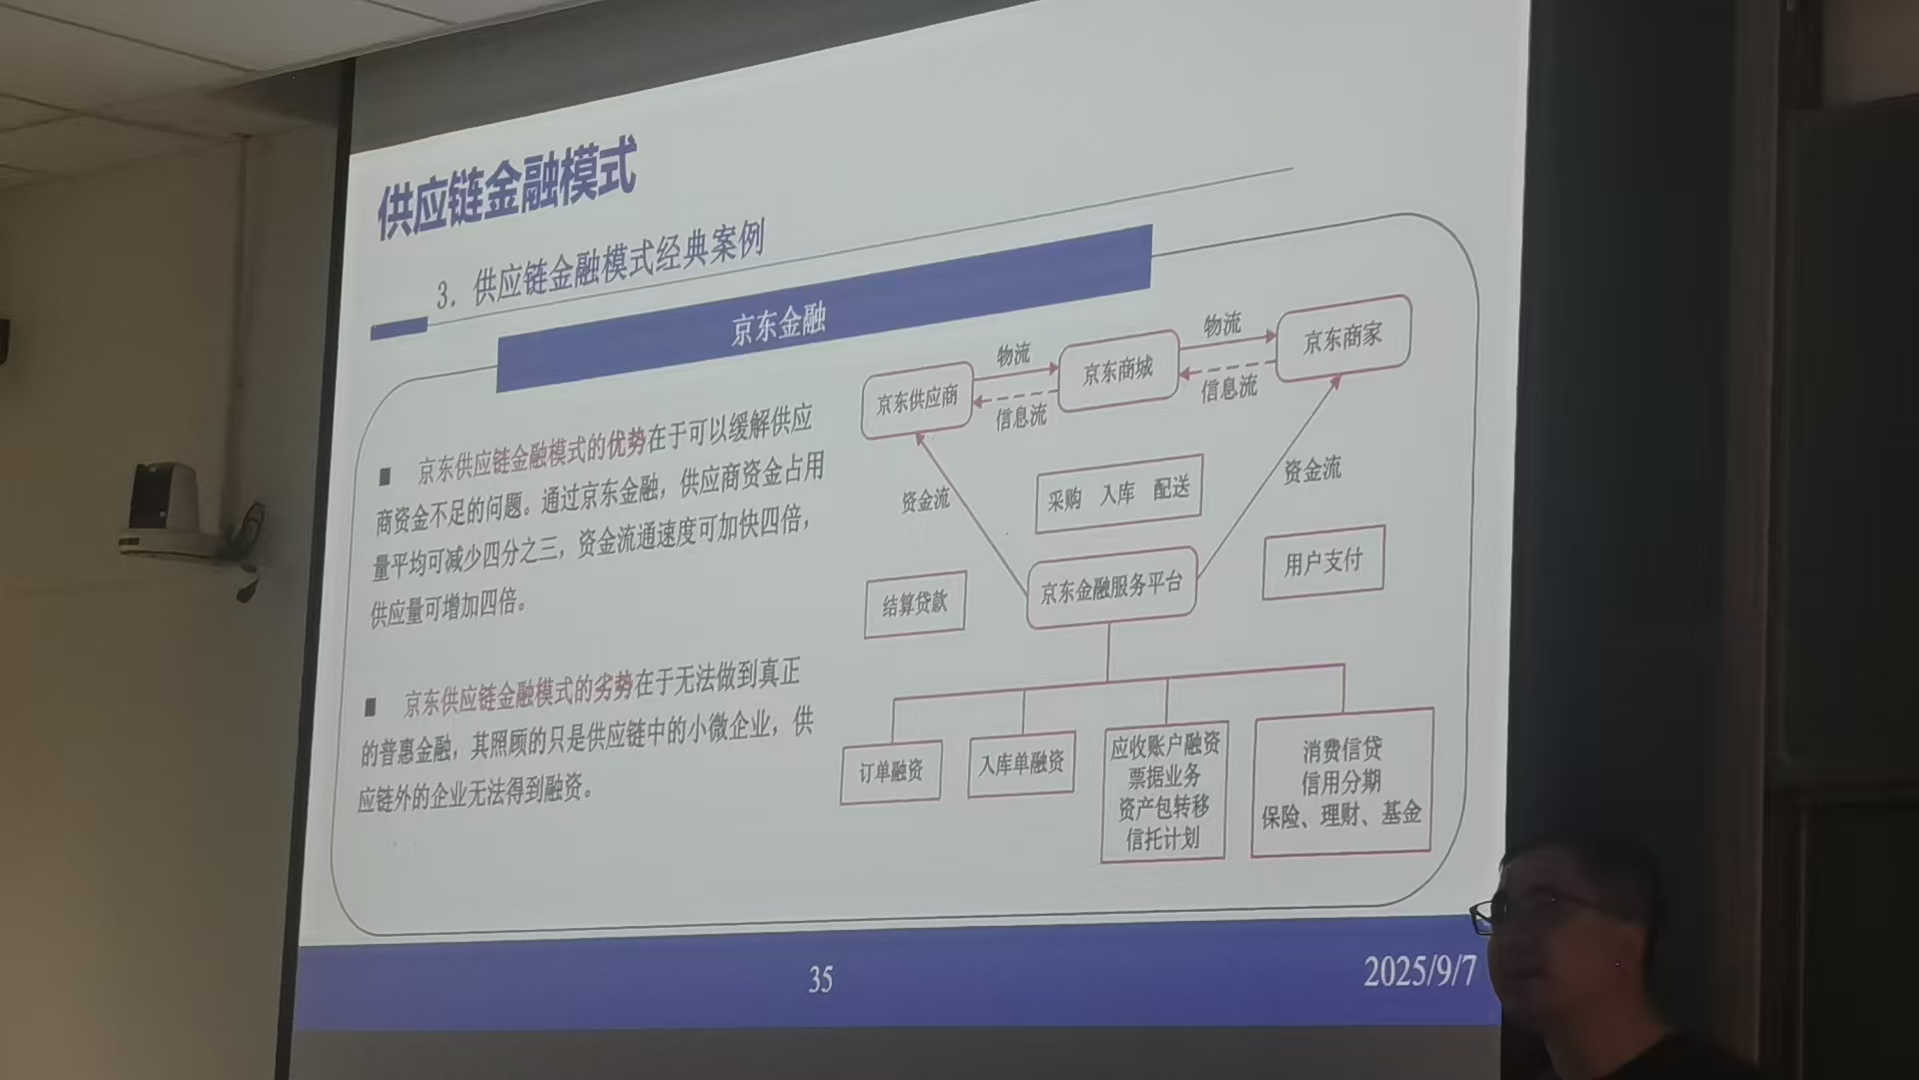 供应链金融模式
3. 供应链金融模式经典案例
京东金融
■ 京东供应链金融模式的优势在于可以缓解供应
商资金不足的问题。通过京东金融，供应商资金占用
量平均可减少四分之三，资金流通速度可加快四倍，
供应量可增加四倍。
■ 京东供应链金融模式的劣势在于无法做到真正
的普惠金融，其照顾的只是供应链中的小微企业，供
应链外的企业无法得到融资。
京东供应商
物流
信息流
京东商城
物流
信息流
京东商家
资金流
采购 入库 配送
资金流
结算贷款
京东金融服务平台
用户支付
订单融资
入库单融资
应收账户融资
票据业务
资产包转移
信托计划
消费信贷
信用分期
保险、理财、基金
35
2025/9/7